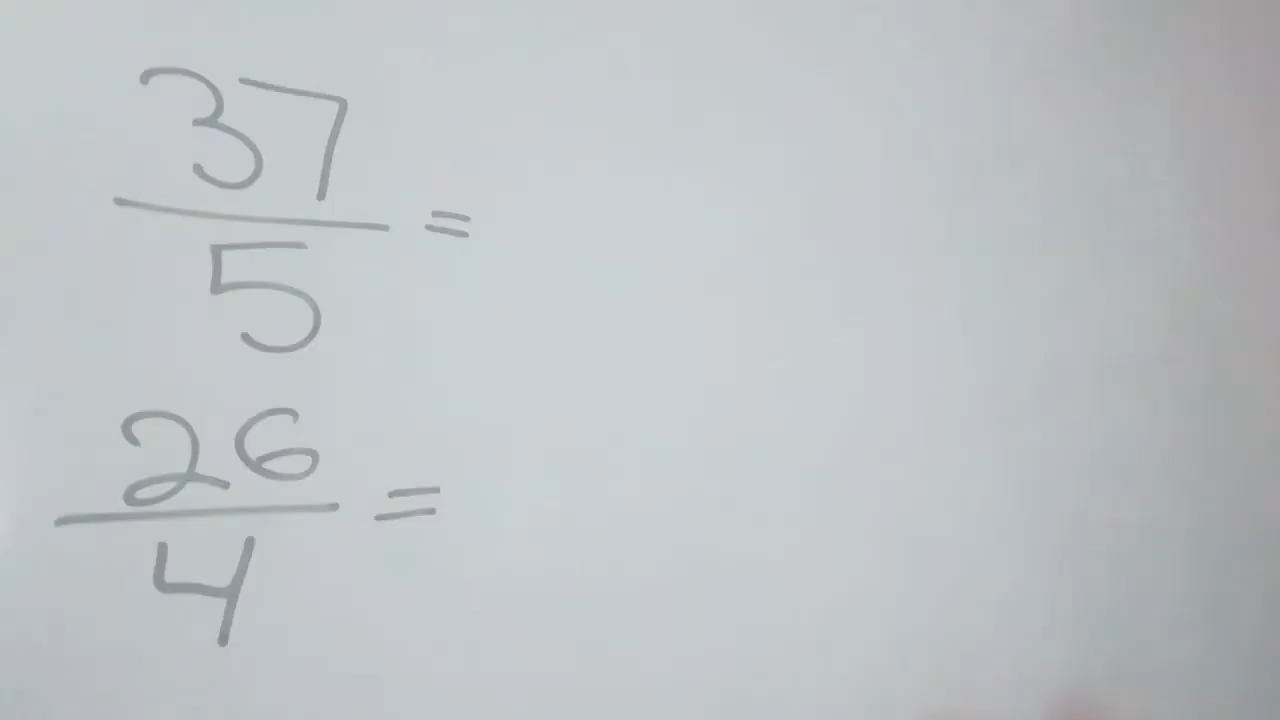 37
5 =
26
4 =